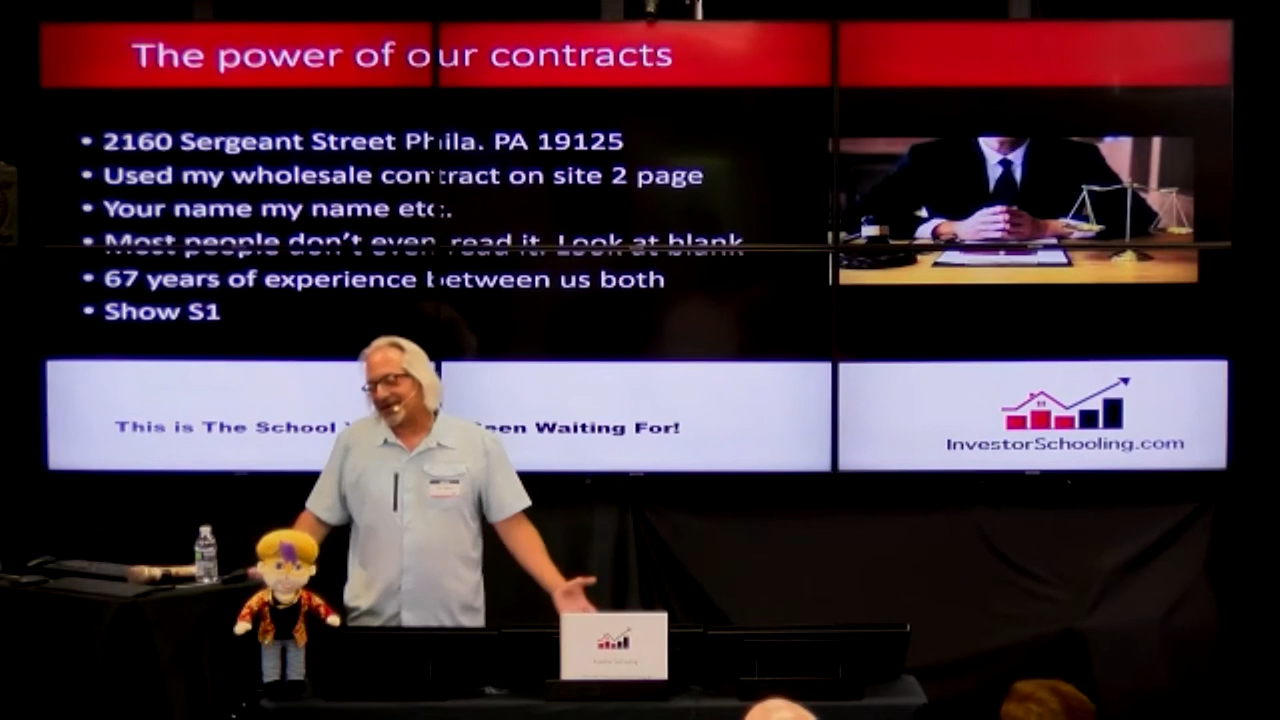 The power of our contracts
• 2160 Sergeant Street Phila. PA 19125
• Used my wholesale contract on site 2 page
• Your name my name etc.
• Most people don't even read it. Look at blank
• 67 years of experience between us both
• Show S1
This is The School
een Waiting For!
InvestorSchooling.com